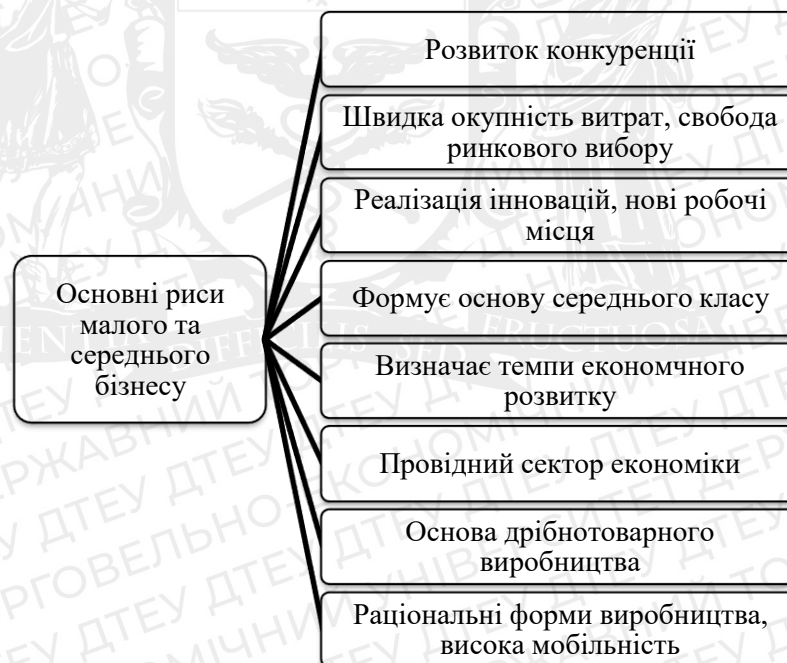 Розвиток конкуренції
Швидка окупність витрат, свобода
ринкового вибору
Реалізація інновацій, нові робочі
місця
Основні риси
малого та
середнього
бізнесу
Формує основу середнього класу
Визначає темпи економчного
розвитку
Провідний сектор економіки
Основа дрібнотоварного
виробництва
Раціональні форми виробництва,
висока мобільність